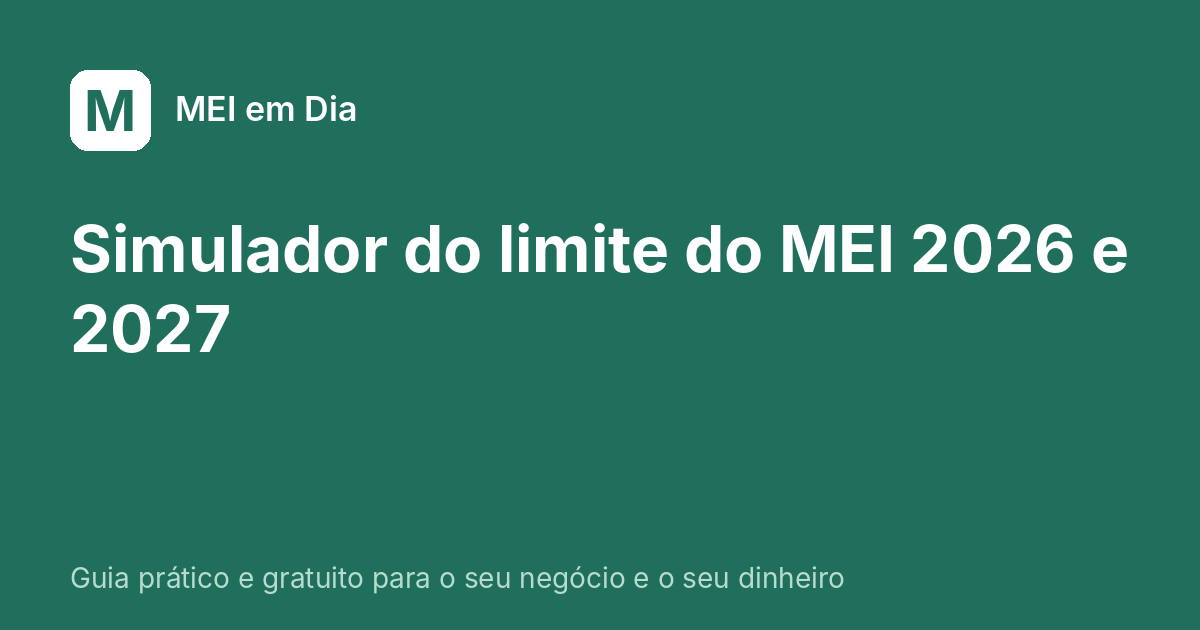 M
MEI em Dia
Simulador do limite do MEI 2026 e
2027
Guia prático e gratuito para o seu negócio e o seu dinheiro